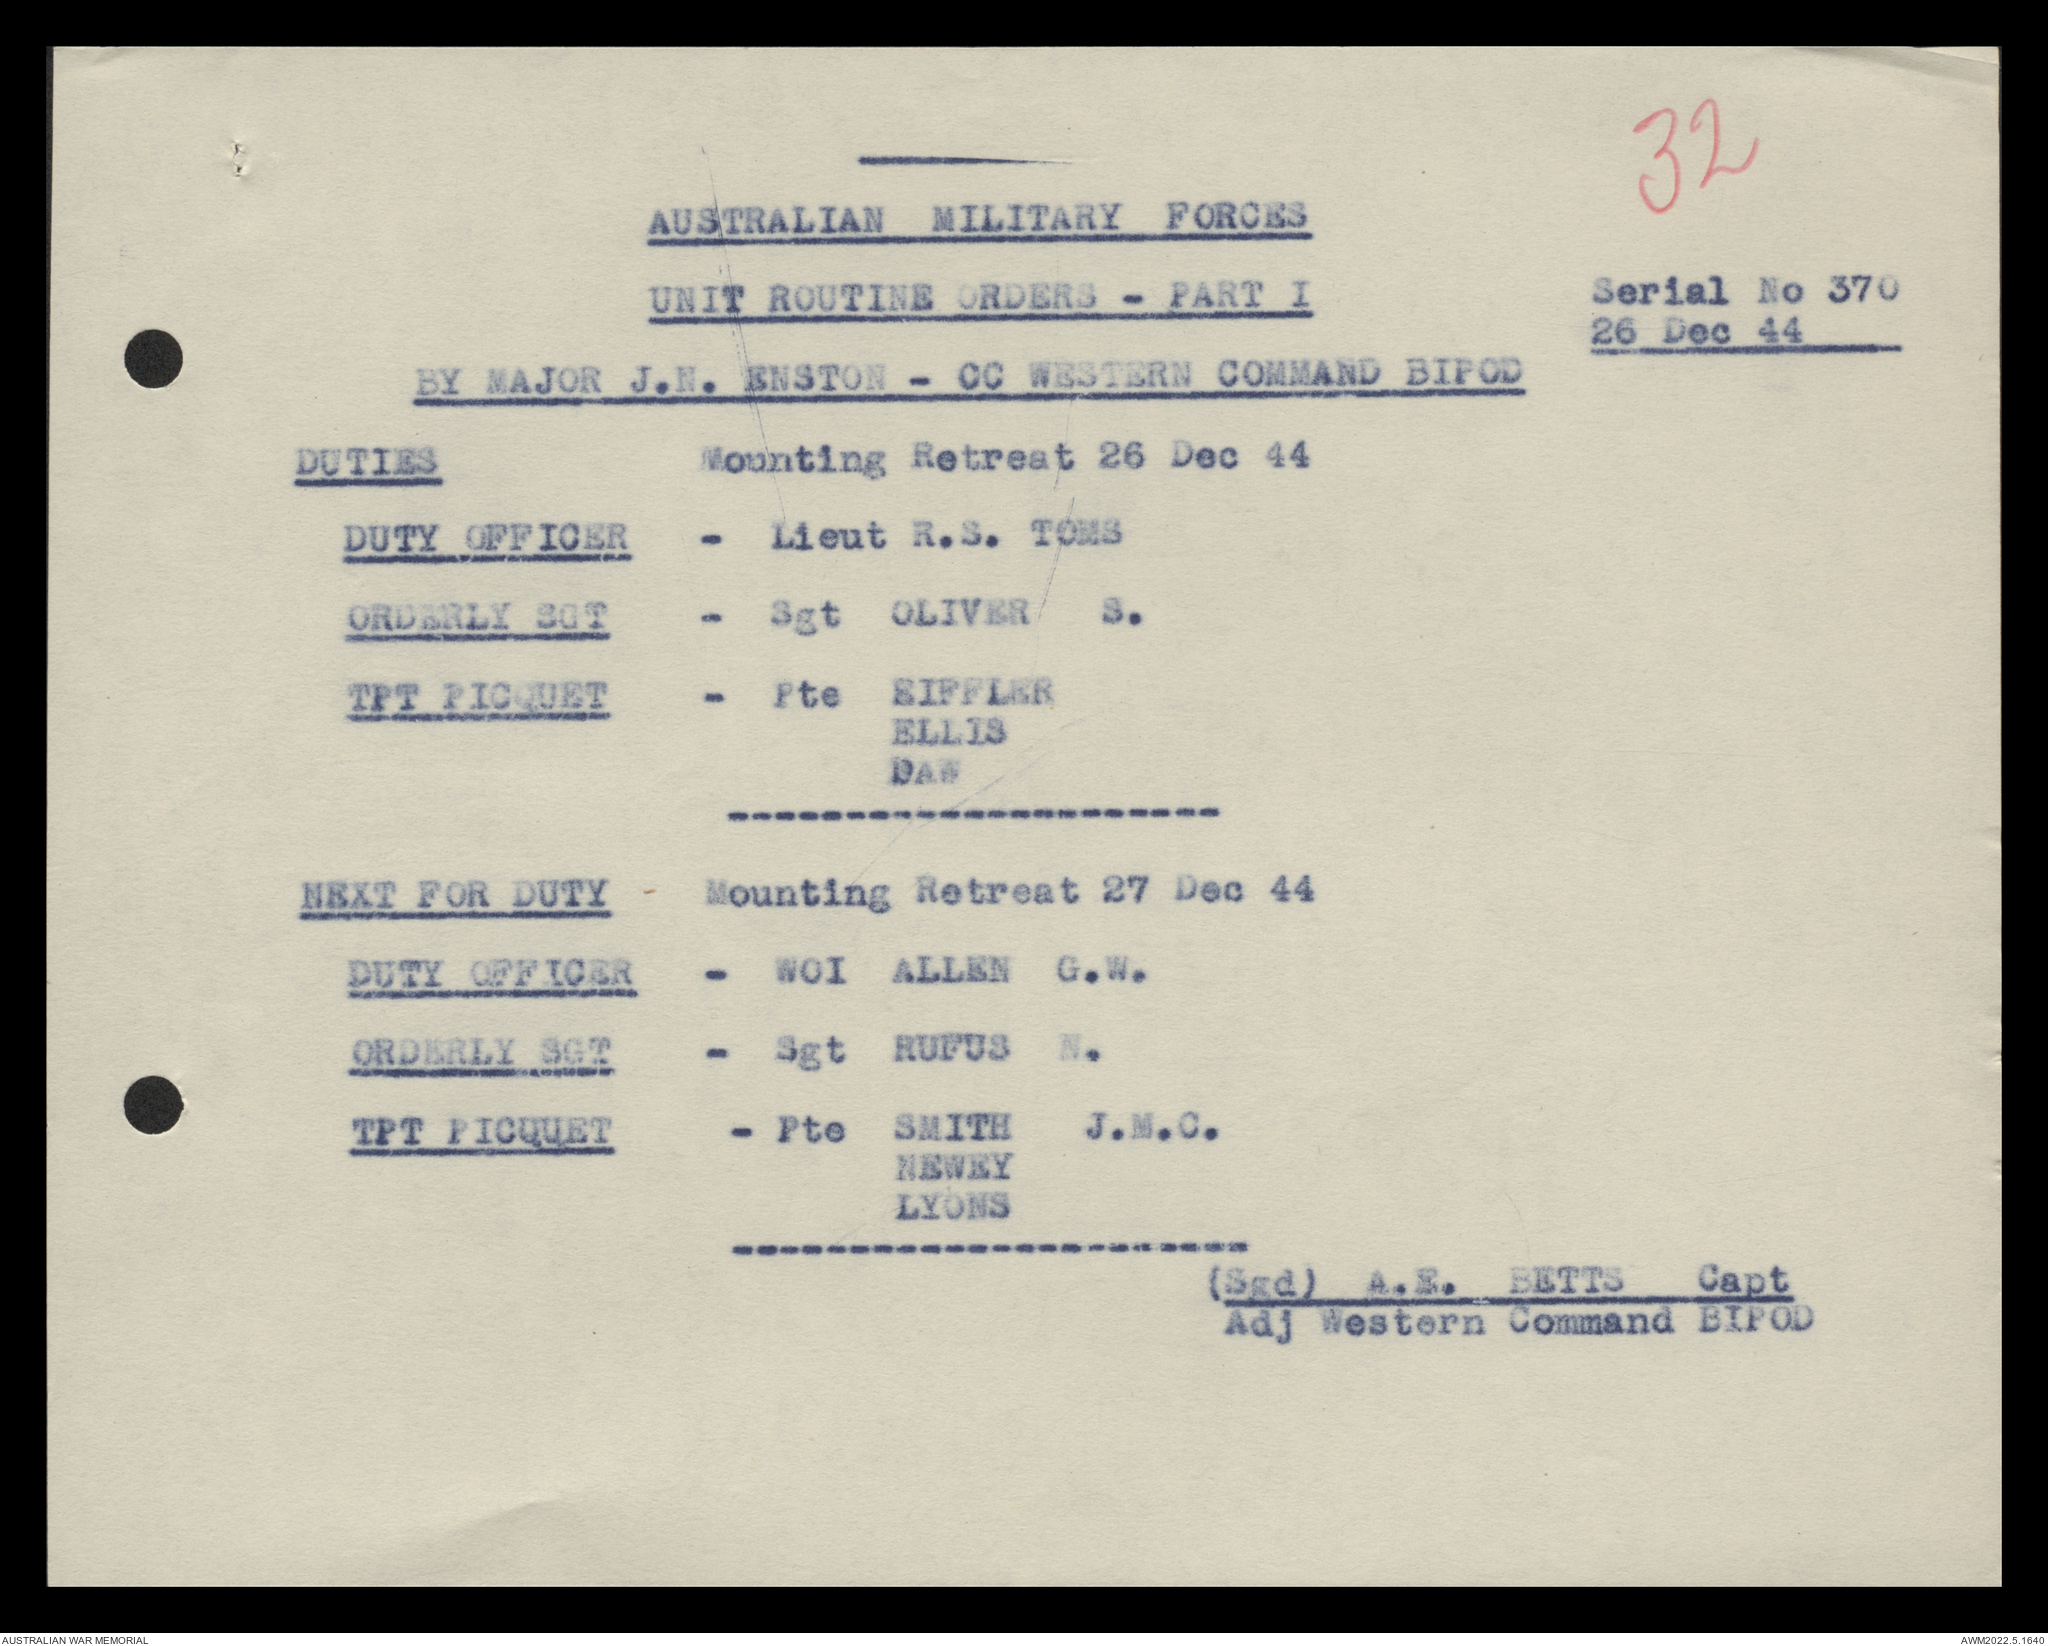 32
AUSTRALIAN MILITARY FORCES
UNIT ROUTINE ORDERS - PART I
Serial No 370
26 Dec 44
BY MAJOR J.N. ENSTON - CC WESTERN COMMAND BIPOD
DUTIES Mounting Retreat 26 Dec 44
DUTY OFFICER - Lieut R.S. TOMS
ORDERLY SGT - Sgt OLIVER S.
TPT PICQUET - Pte EIFFLER
ELLIS
DAW
-----------------------
NEXT FOR DUTY Mounting Retreat 27 Dec 44
DUTY OFFICER - WOI ALLEN G.W.
ORDERLY SGT - Sgt RUFUS N.
TPT PICQUET - Pte SMITH J.M.C.
NEWEY
LYONS
-----------------------
(Sgd) A.E. BETTS Capt
Adj Western Command BIPOD
AUSTRALIAN WAR MEMORIAL AWM2022.5.1640